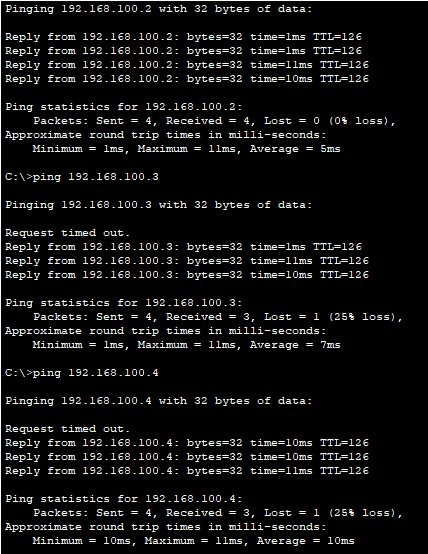 Pinging 192.168.100.2 with 32 bytes of data:
Reply from 192.168.100.2: bytes=32 time=1ms TTL=126
Reply from 192.168.100.2: bytes=32 time=1ms TTL=126
Reply from 192.168.100.2: bytes=32 time=11ms TTL=126
Reply from 192.168.100.2: bytes=32 time=10ms TTL=126
Ping statistics for 192.168.100.2:
Packets: Sent = 4, Received = 4, Lost = 0 (0% loss),
Approximate round trip times in milli-seconds:
Minimum = 1ms, Maximum = 11ms, Average = 5ms
C:\>ping 192.168.100.3
Pinging 192.168.100.3 with 32 bytes of data:
Request timed out.
Reply from 192.168.100.3: bytes=32 time=1ms TTL=126
Reply from 192.168.100.3: bytes=32 time=11ms TTL=126
Reply from 192.168.100.3: bytes=32 time=10ms TTL=126
Ping statistics for 192.168.100.3:
Packets: Sent = 4, Received = 3, Lost = 1 (25% loss),
Approximate round trip times in milli-seconds:
Minimum = 1ms, Maximum = 11ms, Average = 7ms
C:\>ping 192.168.100.4
Pinging 192.168.100.4 with 32 bytes of data:
Request timed out.
Reply from 192.168.100.4: bytes=32 time=10ms TTL=126
Reply from 192.168.100.4: bytes=32 time=10ms TTL=126
Reply from 192.168.100.4: bytes=32 time=11ms TTL=126
Ping statistics for 192.168.100.4:
Packets: Sent = 4, Received = 3, Lost = 1 (25% loss),
Approximate round trip times in milli-seconds:
Minimum = 10ms, Maximum = 11ms, Average = 10ms